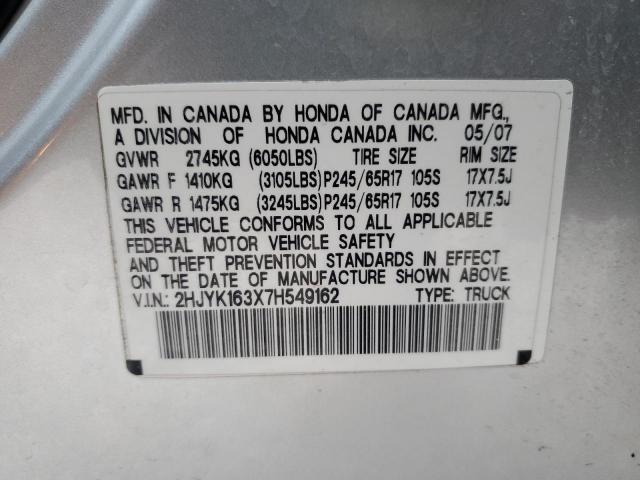 MFD. IN CANADA BY HONDA OF CANADA MFG.,
A DIVISION OF HONDA CANADA INC. 05/07
GVWR 2745KG (6050LBS) TIRE SIZE RIM SIZE
GAWR F 1410KG (3105LBS) P245/65R17 105S 17X7.5J
GAWR R 1475KG (3245LBS) P245/65R17 105S 17X7.5J
THIS VEHICLE CONFORMS TO ALL APPLICABLE
FEDERAL MOTOR VEHICLE SAFETY
AND THEFT PREVENTION STANDARDS IN EFFECT
ON THE DATE OF MANUFACTURE SHOWN ABOVE.
V.I.N.: 2HJYK163X7H549162 TYPE: TRUCK